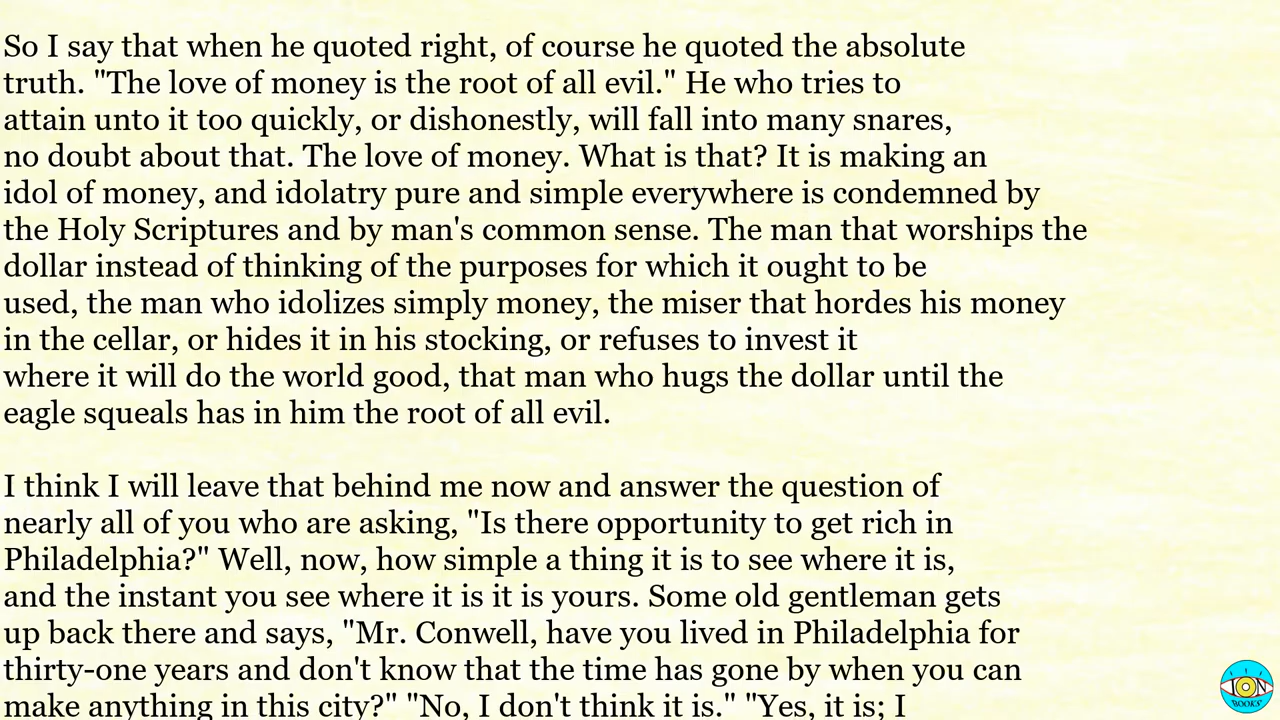 So I say that when he quoted right, of course he quoted the absolute
truth. "The love of money is the root of all evil." He who tries to
attain unto it too quickly, or dishonestly, will fall into many snares,
no doubt about that. The love of money. What is that? It is making an
idol of money, and idolatry pure and simple everywhere is condemned by
the Holy Scriptures and by man's common sense. The man that worships the
dollar instead of thinking of the purposes for which it ought to be
used, the man who idolizes simply money, the miser that hordes his money
in the cellar, or hides it in his stocking, or refuses to invest it
where it will do the world good, that man who hugs the dollar until the
eagle squeals has in him the root of all evil.
I think I will leave that behind me now and answer the question of
nearly all of you who are asking, "Is there opportunity to get rich in
Philadelphia?" Well, now, how simple a thing it is to see where it is,
and the instant you see where it is it is yours. Some old gentleman gets
up back there and says, "Mr. Conwell, have you lived in Philadelphia for
thirty-one years and don't know that the time has gone by when you can
make anything in this city?" "No, I don't think it is." "Yes, it is; I
ION
BOOKS